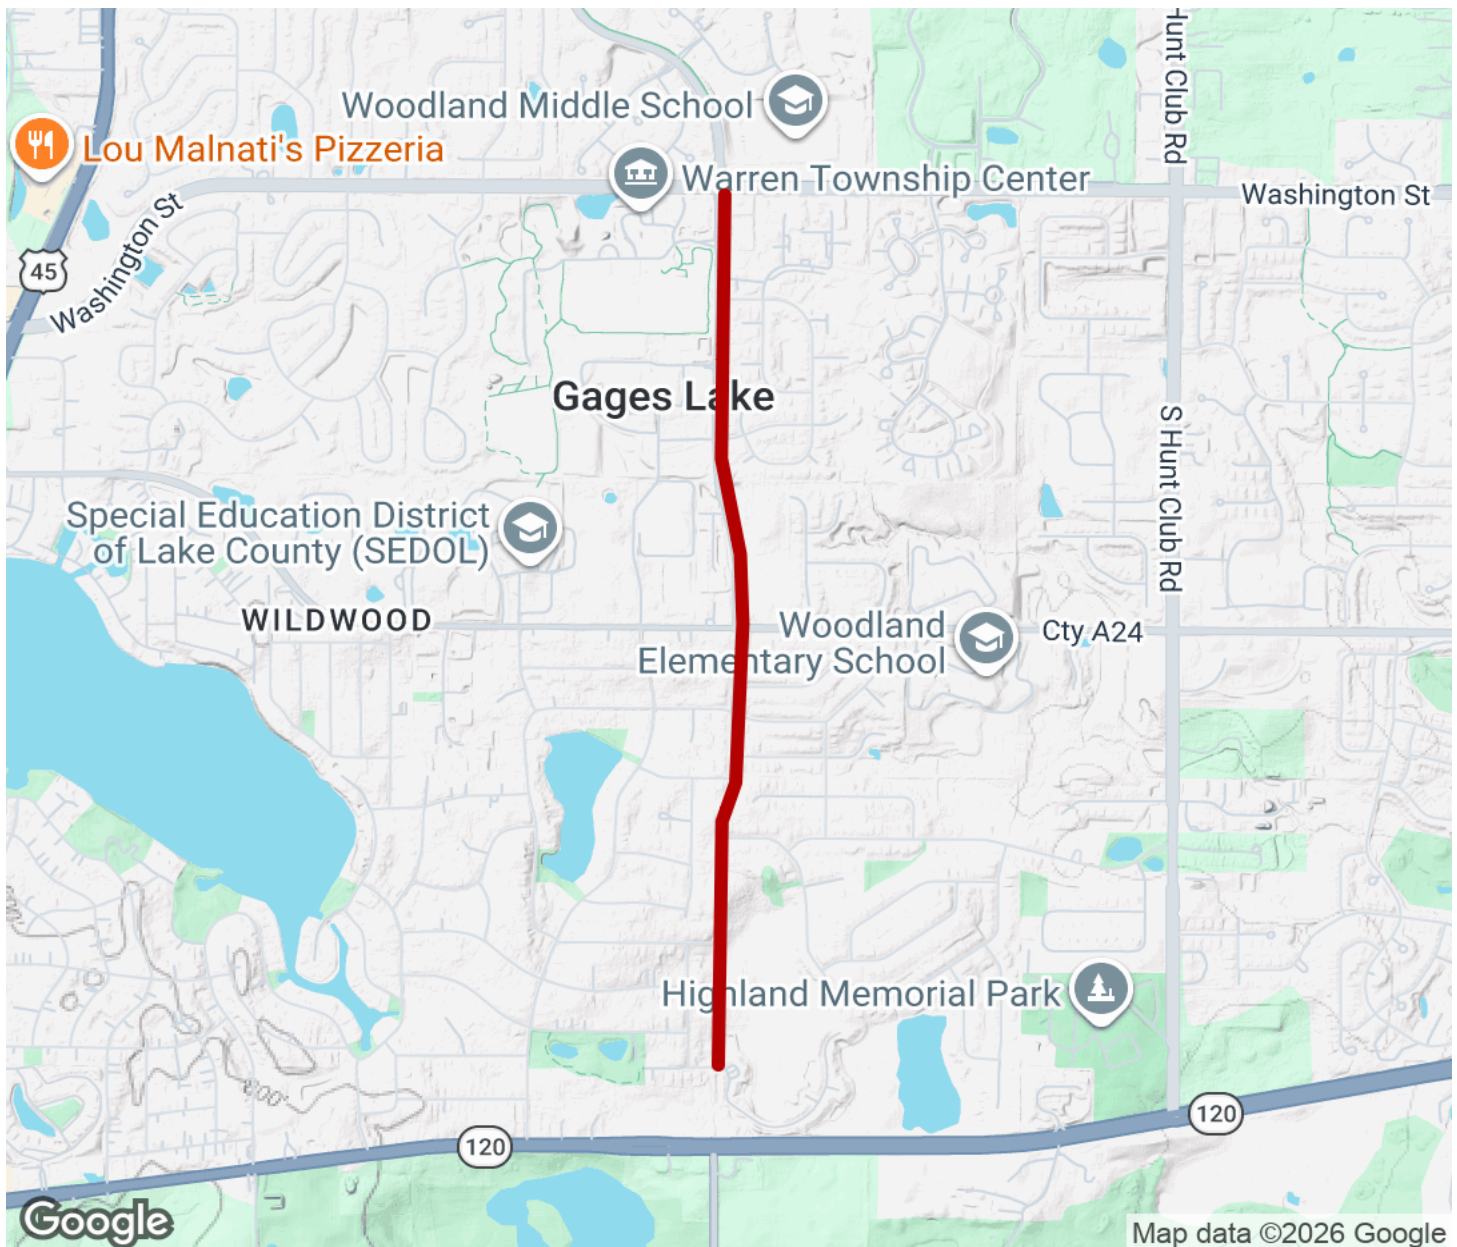 Hunt Club Rd
Woodland Middle School
Lou Malnati's Pizzeria
Warren Township Center
Washington St
Washington St
45
Gages Lake
S Hunt Club Rd
Special Education District
of Lake County (SEDOL)
WILDWOOD
Woodland
Elementary School
Cty A24
Highland Memorial Park
800
120
120
Google
Map data ©2026 Google